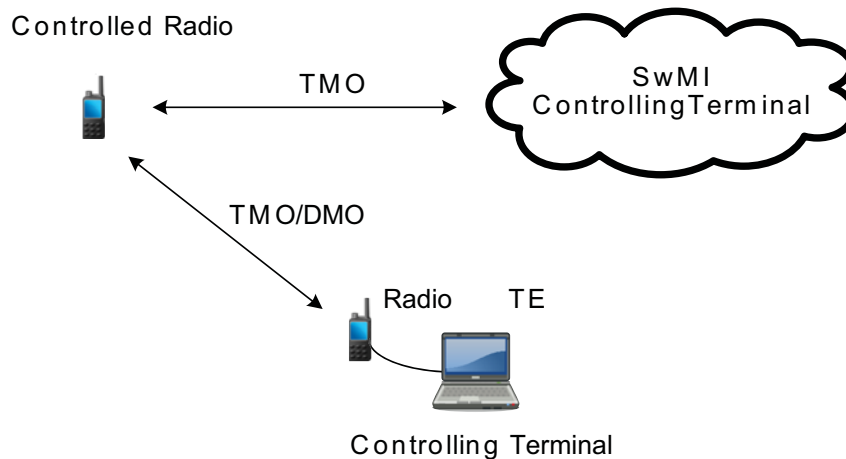 Controlled Radio
TMO
SwMI
ControllingTerminal
TMO/DMO
Radio TE
Controlling Terminal